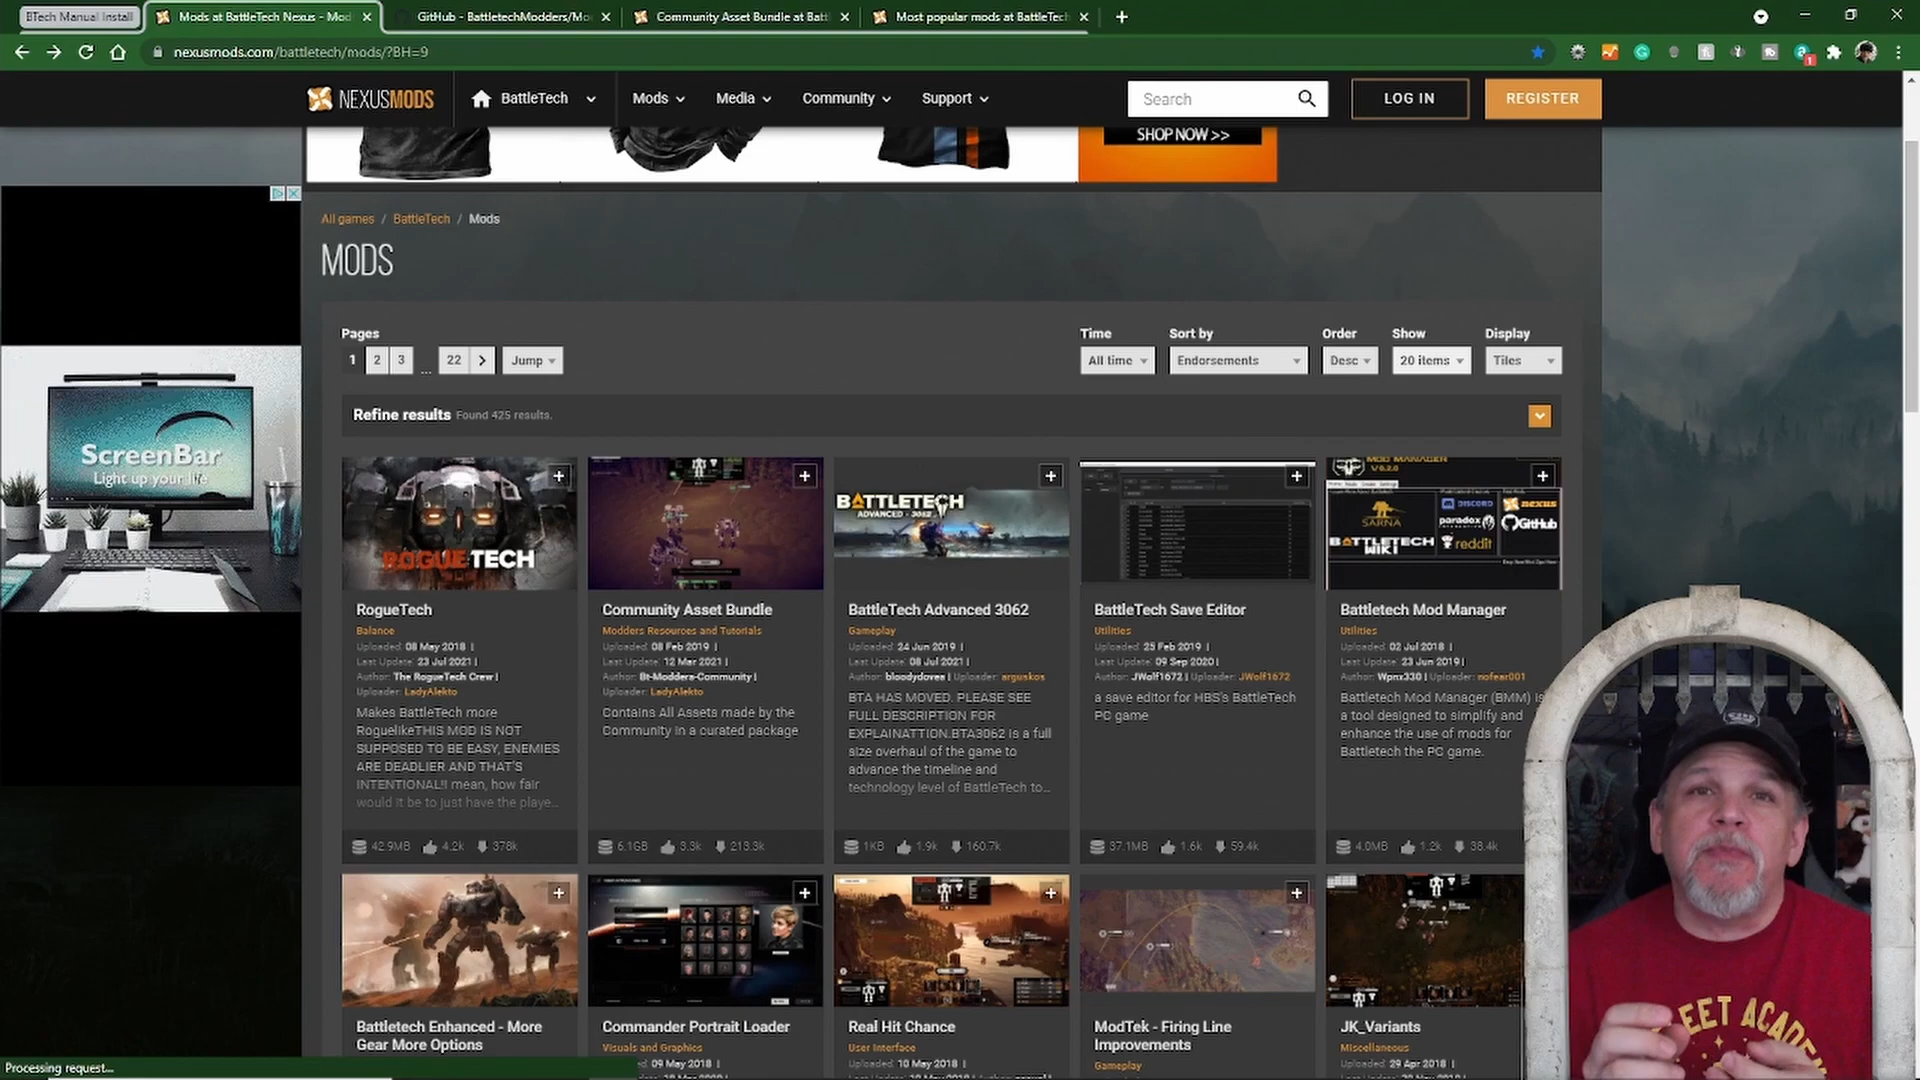 BTech Manual Install
Mods at BattleTech Nexus - Mod
GitHub - BattletechModders/Mo
Community Asset Bundle at Batt
Most popular mods at BattleTech
nexusmods.com/battletech/mods/?BH=9
NEXUSMODS
BattleTech
Mods
Media
Community
Support
Search
LOG IN
REGISTER
SHOP NOW >>
All games / BattleTech / Mods
MODS
Pages
1 2 3 ... 22 > Jump
Time
All time
Sort by
Endorsements
Order
Desc
Show
20 items
Display
Tiles
Refine results Found 425 results.
ScreenBar
Light up your life
ROGUETECH
RogueTech
Balance
Uploaded: 08 May 2018 |
Last Update: 23 Jul 2021 |
Author: The RogueTech Crew |
Uploader: LadyAlekto
Makes BattleTech more
RoguelikeTHIS MOD IS NOT
SUPPOSED TO BE EASY, ENEMIES
ARE DEADLIER AND THAT'S
INTENTIONAL!I mean, how fair
would it be to just have the playe...
42.9MB 4.2k 378k
Community Asset Bundle
Modders Resources and Tutorials
Uploaded: 08 Feb 2019 |
Last Update: 12 Mar 2021 |
Author: Bt-Modders-Community |
Uploader: LadyAlekto
Contains All Assets made by the
Community in a curated package
6.1GB 3.3k 213.3k
BATTLETECH
ADVANCED - 3062
BattleTech Advanced 3062
Gameplay
Uploaded: 24 Jun 2019 |
Last Update: 08 Jul 2021 |
Author: bloodydoves | Uploader: arguskos
BTA HAS MOVED. PLEASE SEE
FULL DESCRIPTION FOR
EXPLAINATTION.BTA3062 is a full
size overhaul of the game to
advance the timeline and
technology level of BattleTech to...
1KB 1.9k 160.7k
BattleTech Save Editor
Utilities
Uploaded: 25 Feb 2019 |
Last Update: 09 Sep 2020 |
Author: JWolf1672 | Uploader: JWolf1672
a save editor for HBS's BattleTech
PC game
37.1MB 1.6k 59.4k
MOD MANAGER
V 0.2.0
SARNA
BATTLETECH
WIKI
DISCORD
paradox
reddit
nexus
GitHub
Battletech Mod Manager
Utilities
Uploaded: 02 Jul 2018 |
Last Update: 23 Jun 2019 |
Author: Wpnx330 | Uploader: nofear001
Battletech Mod Manager (BMM) is
a tool designed to simplify and
enhance the use of mods for
Battletech the PC game.
4.0MB 1.2k 38.4k
Battletech Enhanced - More
Gear More Options
Commander Portrait Loader
Visuals and Graphics
09 May 2018 |
Real Hit Chance
User Interface
Uploaded: 10 May 2018 |
ModTek - Firing Line
Improvements
Gameplay
JK_Variants
Miscellaneous
Uploaded: 29 Apr 2018 |
Processing request...